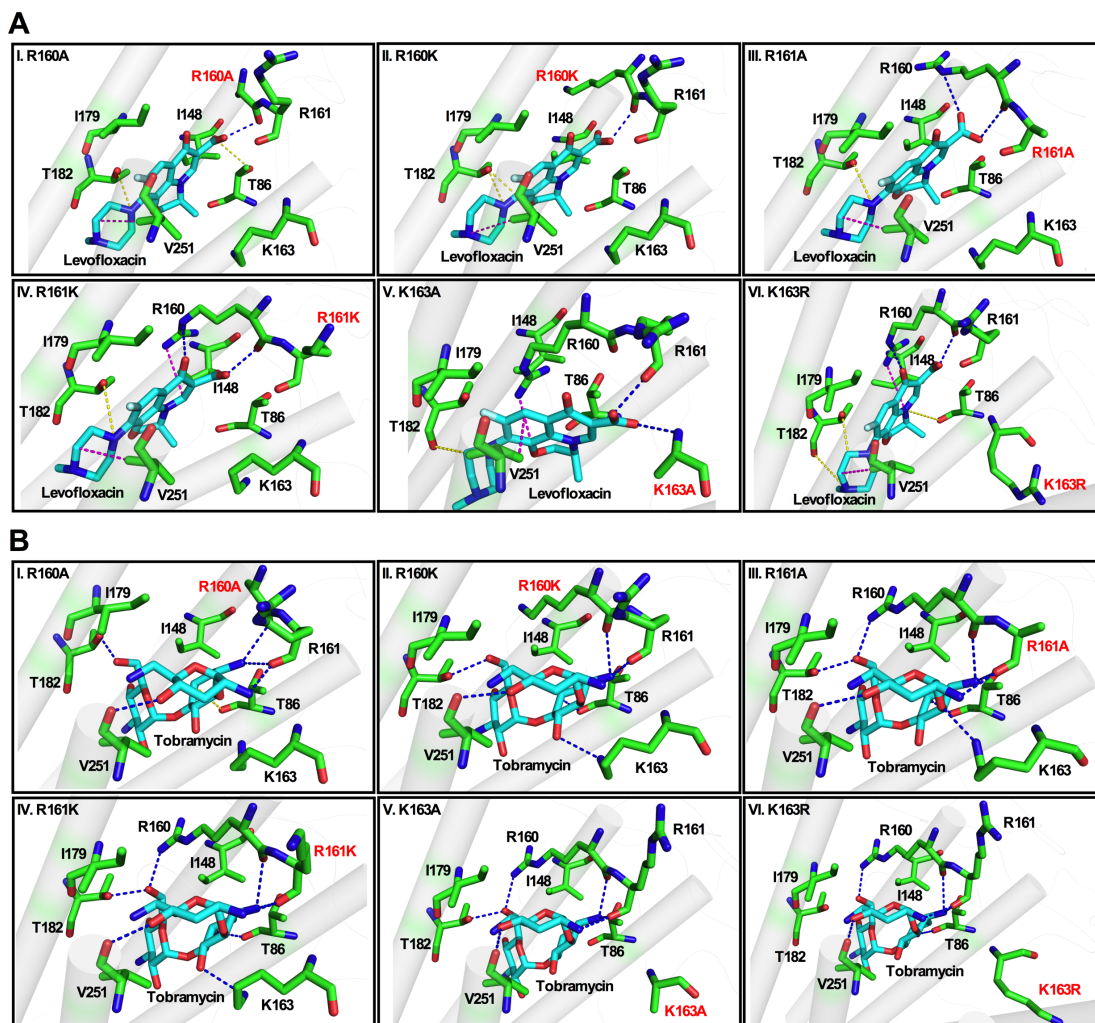 A
I. R160A
R160A
I179
I148
R161
T182
T86
V251
K163
Levofloxacin
II. R160K
R160K
I179
I148
R161
T182
T86
V251
K163
Levofloxacin
III. R161A
R160
I179
I148
T182
R161A
T86
V251
K163
Levofloxacin
IV. R161K
R160
R161K
I179
I148
T182
T86
Levofloxacin
V251
K163
V. K163A
I148
I179
R160
R161
T86
T182
V251
Levofloxacin
K163A
VI. K163R
R160
R161
I148
I179
T86
T182
V251
K163R
Levofloxacin
B
I. R160A
R160A
I179
I148
R161
T182
T86
Tobramycin
V251
K163
II. R160K
R160K
I179
I148
R161
T182
T86
V251
Tobramycin
K163
III. R161A
R160
I179
I148
R161A
T182
T86
V251
Tobramycin
K163
IV. R161K
R160
I179
I148
R161K
T182
T86
V251
Tobramycin
K163
V. K163A
R160
R161
I179
I148
T182
T86
V251
Tobramycin
K163A
VI. K163R
R160
R161
I179
I148
T182
T86
V251
Tobramycin
K163R